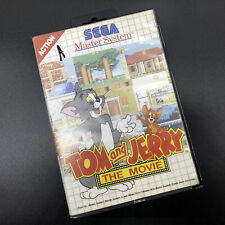 SEGA
ACTION
A
Master System
TOM and JERRY
THE MOVIE